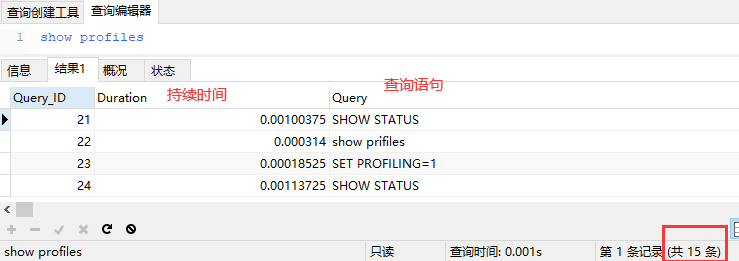 查询创建工具 查询编辑器
1 show profiles
信息 结果1 概况 状态
Query_ID Duration 持续时间 Query 查询语句
21 0.00100375 SHOW STATUS
22 0.000314 show prifiles
23 0.00018525 SET PROFILING=1
24 0.00113725 SHOW STATUS
show profiles 只读 查询时间: 0.001s 第 1 条记录 (共 15 条)